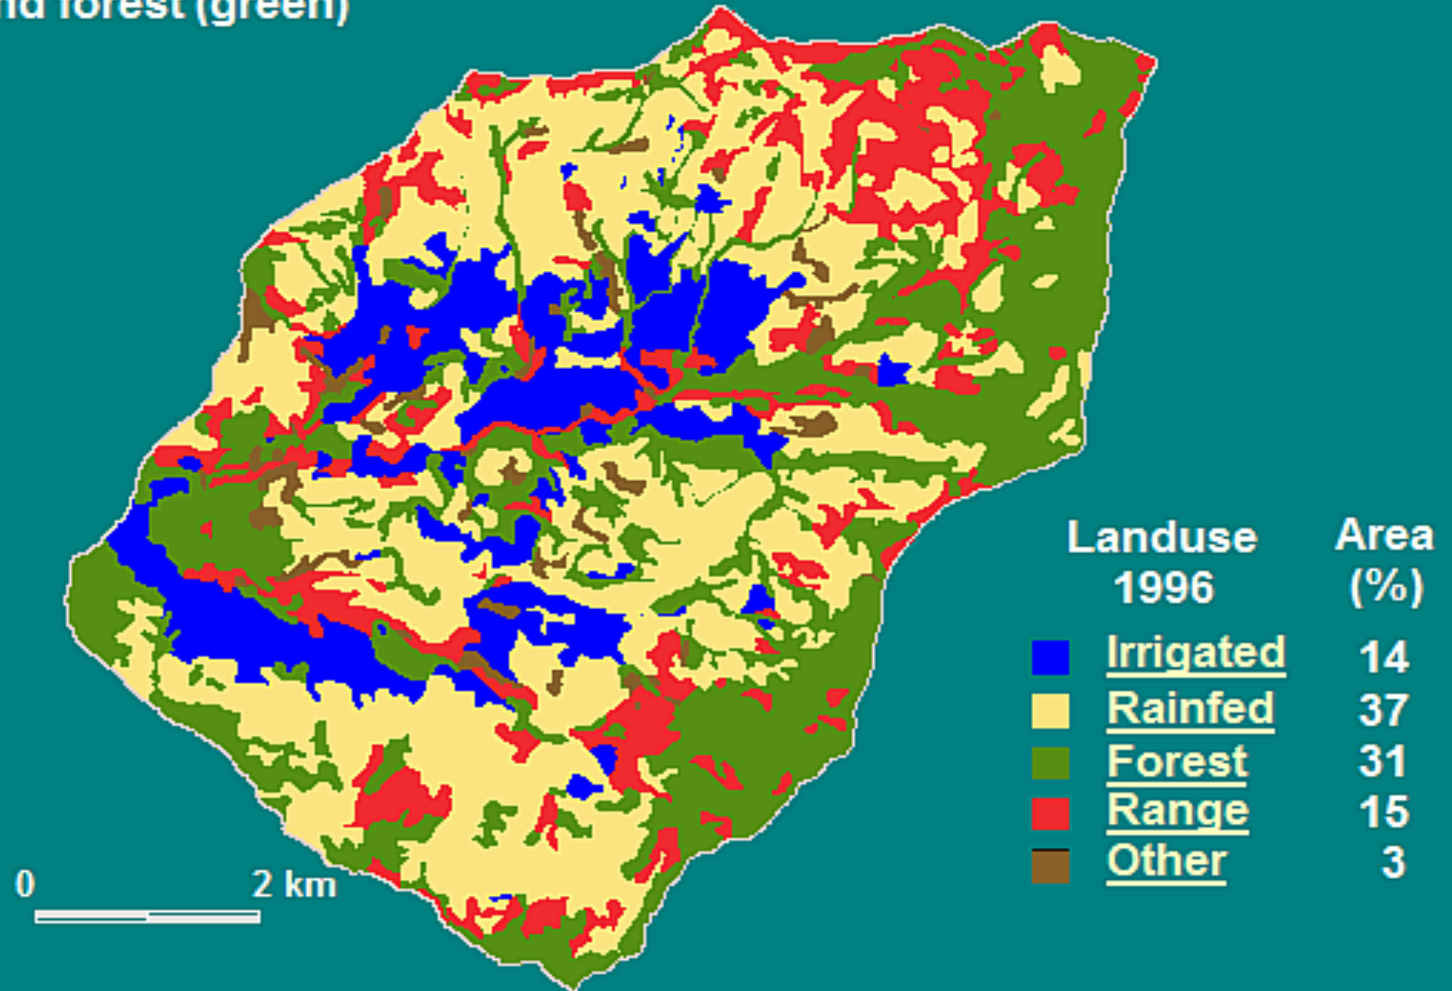 nd forest (green)
Landuse Area
1996 (%)
Irrigated 14
Rainfed 37
Forest 31
Range 15
Other 3
0 2 km